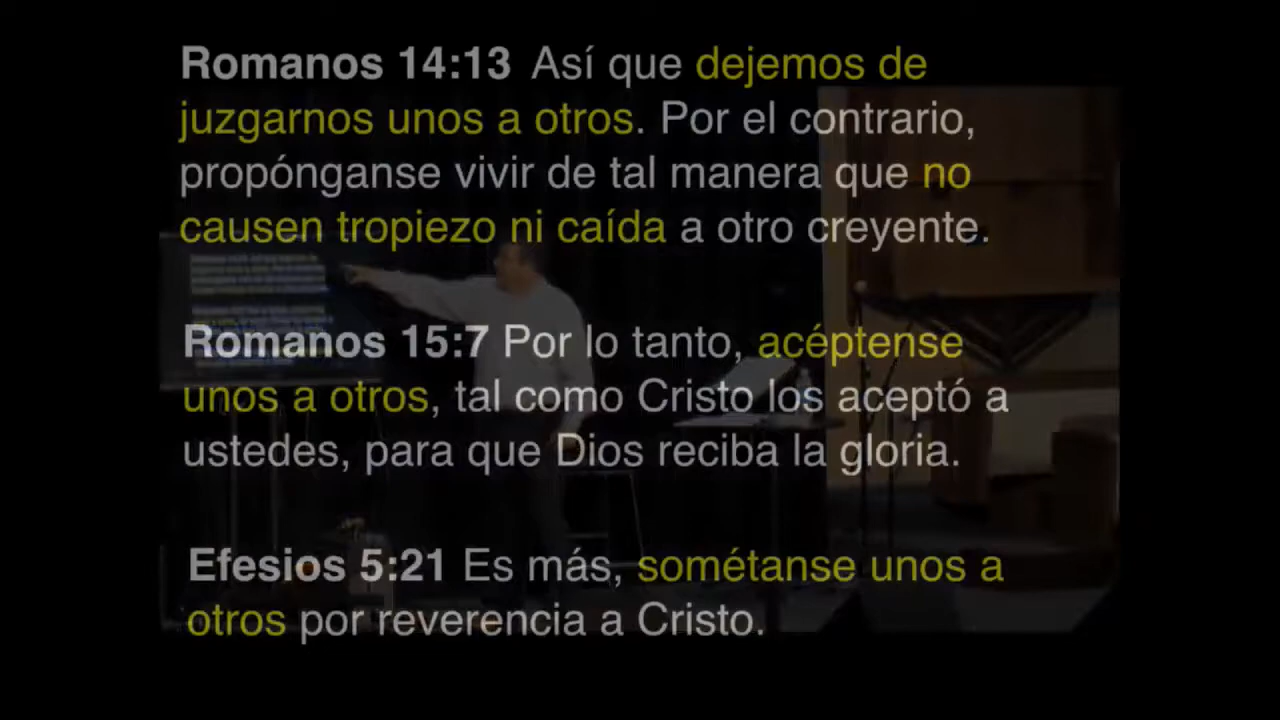 Romanos 14:13 Así que dejemos de
juzgarnos unos a otros. Por el contrario,
propónganse vivir de tal manera que no
causen tropiezo ni caída a otro creyente.
Romanos 15:7 Por lo tanto, acéptense
unos a otros, tal como Cristo los aceptó a
ustedes, para que Dios reciba la gloria.
Efesios 5:21 Es más, sométanse unos a
otros por reverencia a Cristo.